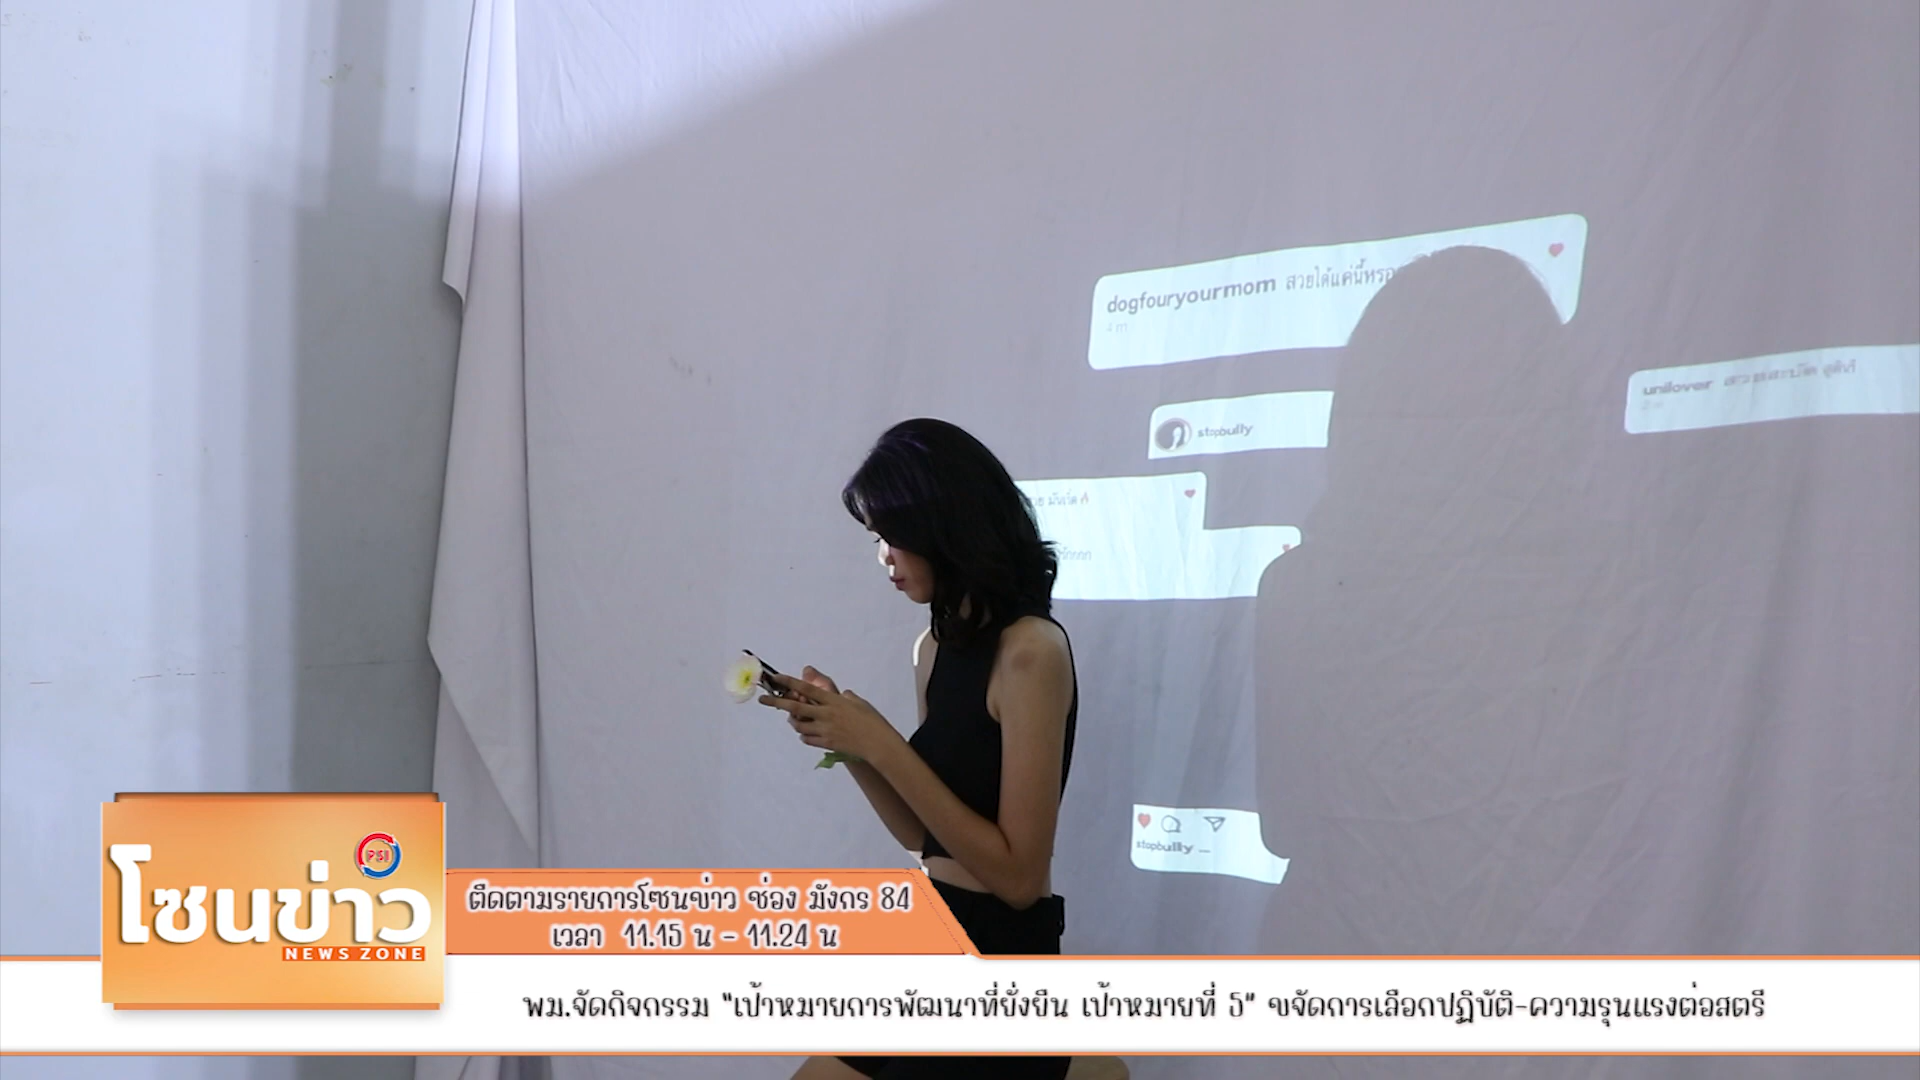 dogfouryourmom สวยได้แค่นี้หรอ
4 m
unilover
stopbully
stopbullly
โซนข่าว
PSI
NEWS ZONE
ติดตามรายการโซนข่าว ช่อง มังกร 84
เวลา 11.15 น - 11.24 น
พม.จัดกิจกรรม "เป้าหมายการพัฒนาที่ยั่งยืน เป้าหมายที่ 5" ขจัดการเลือกปฏิบัติ-ความรุนแรงต่อสตรี